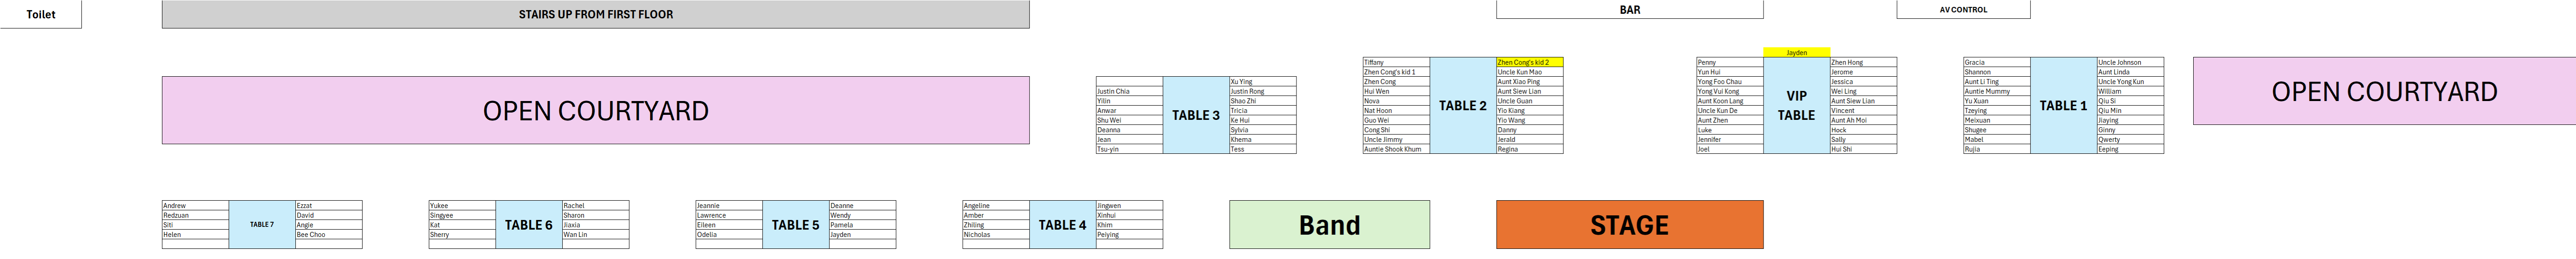 Toilet
STAIRS UP FROM FIRST FLOOR
BAR
AV CONTROL
OPEN COURTYARD
TABLE 3
Justin Chia
Yilin
Anwar
Shu Wei
Deanna
Jean
Tsu-yin
Xu Ying
Justin Rong
Shao Zhi
Tricia
Ke Hui
Sylvia
Khema
Tess
TABLE 2
Tiffany
Zhen Cong's kid 1
Zhen Cong
Hui Wen
Nova
Nat Hoon
Guo Wei
Cong Shi
Uncle Jimmy
Auntie Shook Khum
Zhen Cong's kid 2
Uncle Kun Mao
Aunt Xiao Ping
Aunt Siew Lian
Uncle Guan
Yio Kiang
Yio Wang
Danny
Jerald
Regina
Jayden
VIP
TABLE
Penny
Yun Hui
Yong Foo Chau
Yong Vui Kong
Aunt Koon Lang
Uncle Kun De
Aunt Zhen
Luke
Jennifer
Joel
Zhen Hong
Jerome
Jessica
Wei Ling
Aunt Siew Lian
Vincent
Aunt Ah Moi
Hock
Sally
Hui Shi
TABLE 1
Gracia
Shannon
Aunt Li Ting
Auntie Mummy
Yu Xuan
Tzeying
Meixuan
Shugee
Mabel
Rujia
Uncle Johnson
Aunt Linda
Uncle Yong Kun
William
Qiu Si
Qiu Min
Jiaying
Ginny
Qwerty
Eeping
OPEN COURTYARD
TABLE 7
Andrew
Redzuan
Siti
Helen
Ezzat
David
Angie
Bee Choo
TABLE 6
Yukee
Singyee
Kat
Sherry
Rachel
Sharon
Jiaxia
Wan Lin
TABLE 5
Jeannie
Lawrence
Eileen
Odelia
Deanne
Wendy
Pamela
Jayden
TABLE 4
Angeline
Amber
Zhiling
Nicholas
Jingwen
Xinhui
Khim
Peiying
Band
STAGE